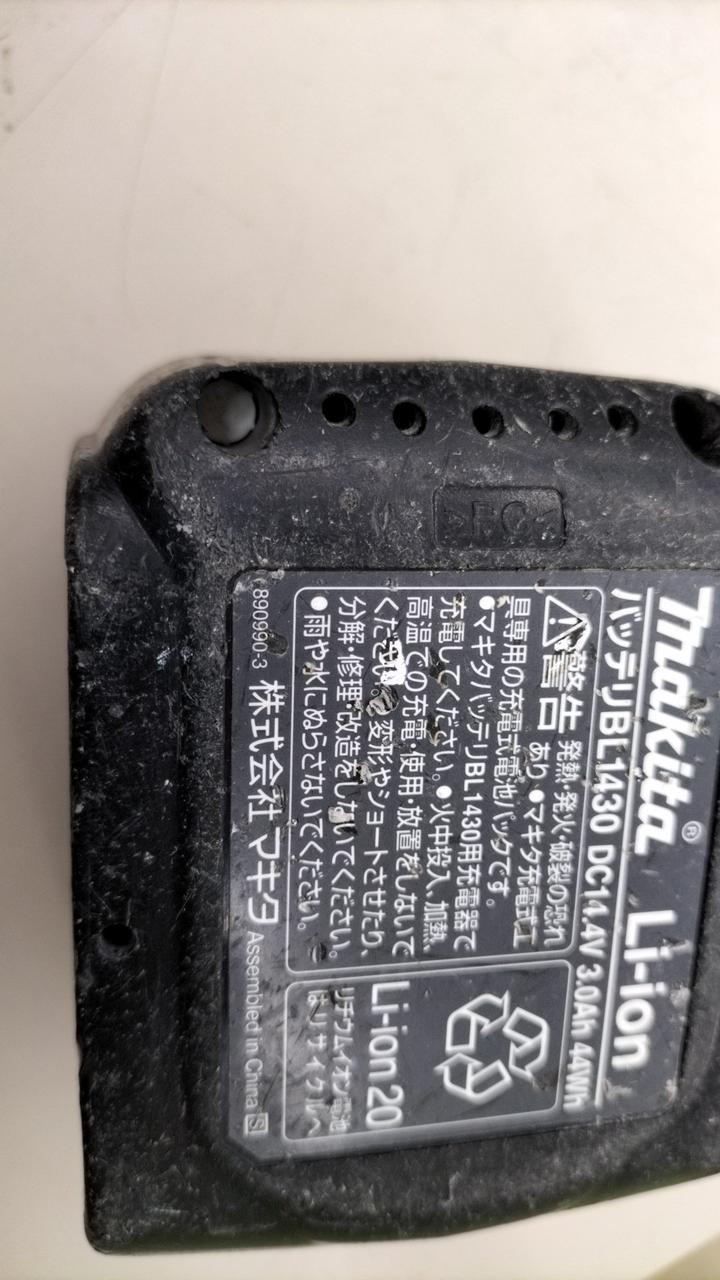 >PC<
makita® Li-ion
バッテリBL1430 DC14.4V 3.0Ah 44Wh
警告 発熱・発火・破裂の恐れ
あり ●マキタ充電式工
具専用の充電式電池パックです。
●マキタバッテリBL1430用充電器で
充電してください。●火中投入、加熱、
高温での充電・使用・放置をしないで
ください。●変形やショートさせたり、
分解・修理・改造をしないでください。
●雨や水にぬらさないでください。
Li-ion20
リチウムイオン電池
はリサイクルへ
890990-3 株式会社マキタ Assembled in China S